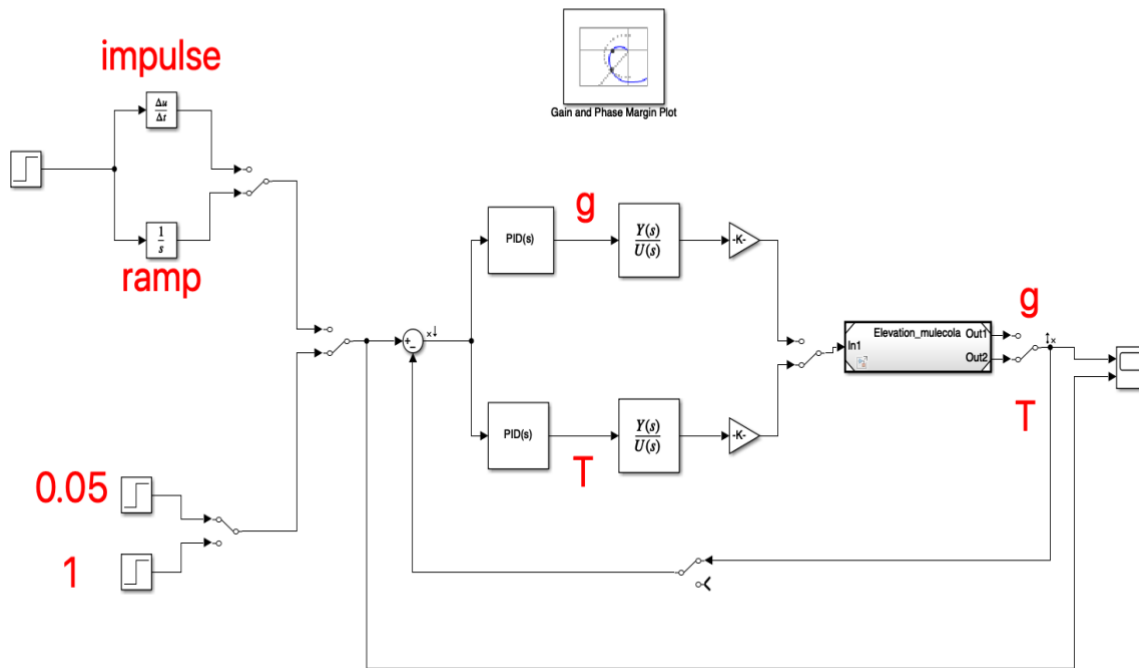 impulse
Δu
Δt
1
s
ramp
Gain and Phase Margin Plot
g
PID(s)
Y(s)
U(s)
-K-
+
-
x
Elevation_mulecola
In1
Out1
Out2
g
x
T
PID(s)
T
Y(s)
U(s)
-K-
0.05
1